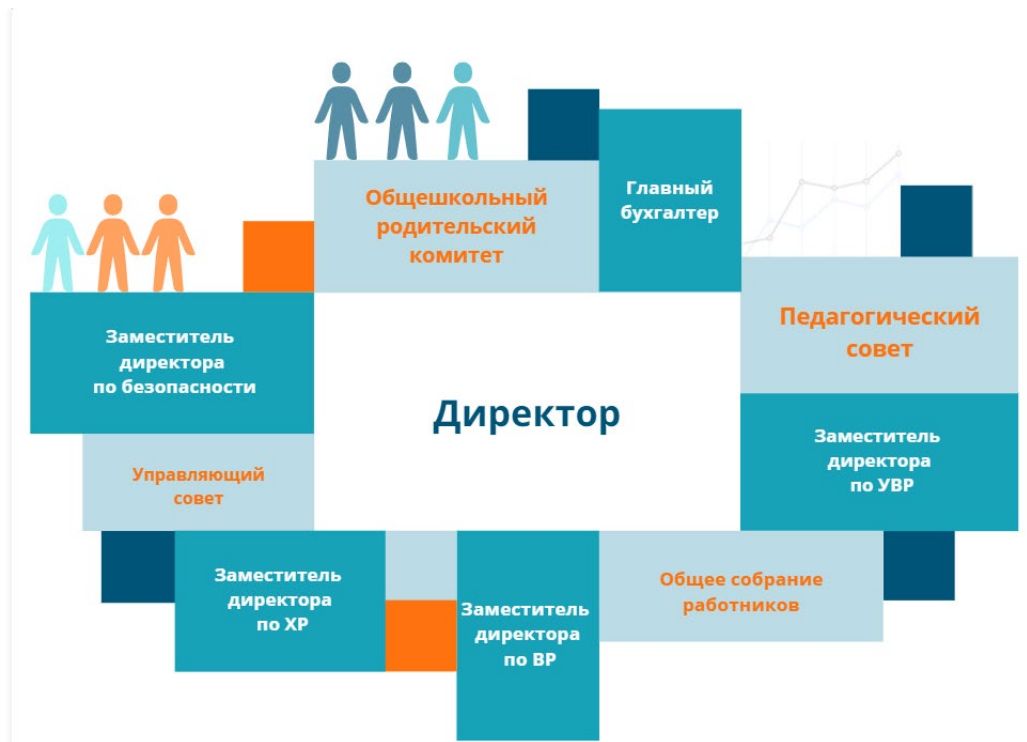 Общешкольный
родительский
комитет
Главный
бухгалтер
Педагогический
совет
Заместитель
директора
по безопасности
Директор
Заместитель
директора
по УВР
Управляющий
совет
Заместитель
директора
по ХР
Заместитель
директора
по ВР
Общее собрание
работников